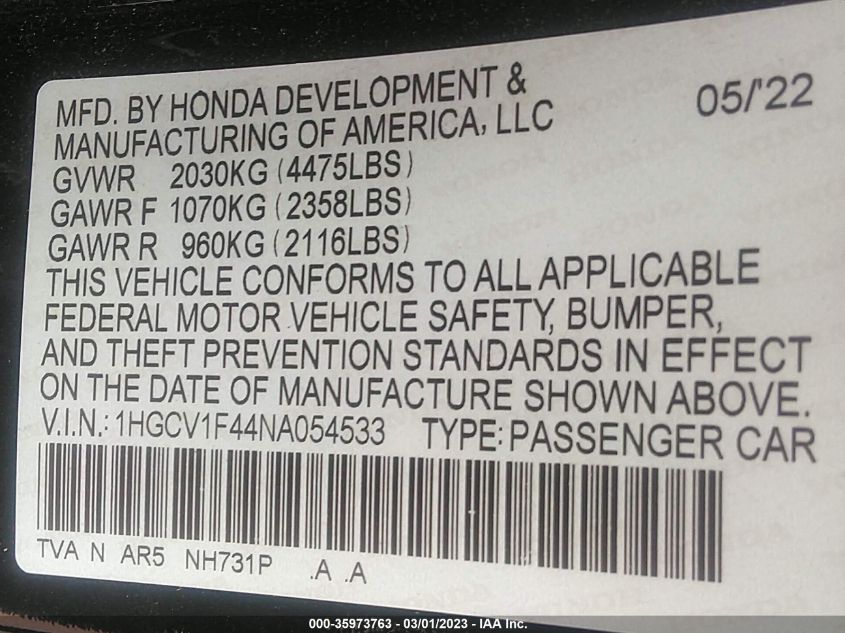 MFD. BY HONDA DEVELOPMENT & 05/'22
MANUFACTURING OF AMERICA, LLC
GVWR 2030KG (4475LBS)
GAWR F 1070KG (2358LBS)
GAWR R 960KG (2116LBS)
THIS VEHICLE CONFORMS TO ALL APPLICABLE
FEDERAL MOTOR VEHICLE SAFETY, BUMPER,
AND THEFT PREVENTION STANDARDS IN EFFECT
ON THE DATE OF MANUFACTURE SHOWN ABOVE.
V.I.N.: 1HGCV1F44NA054533 TYPE: PASSENGER CAR
TVA N AR5 NH731P .A .A
000-35973763 - 03/01/2023 - IAA Inc.